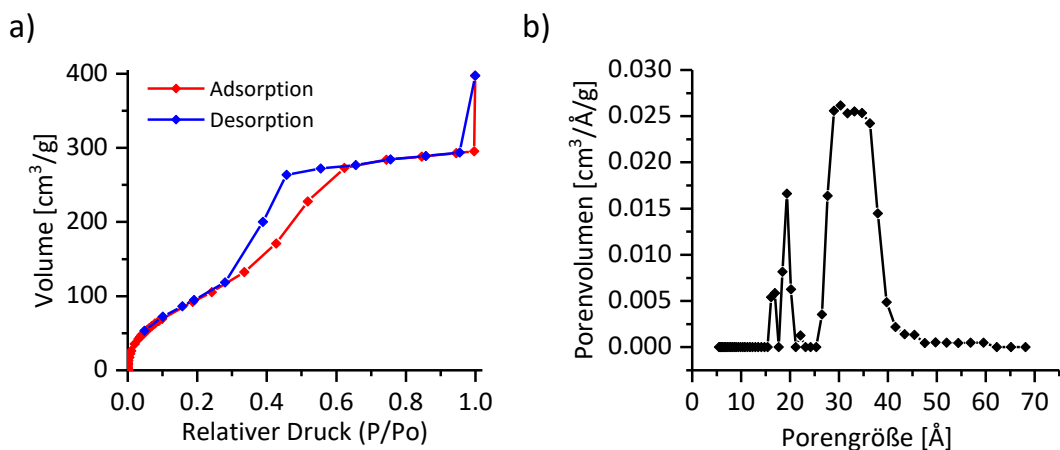 a)
Volume [cm³/g]
400
300
200
100
0
Adsorption
Desorption
0.0 0.2 0.4 0.6 0.8 1.0
Relativer Druck (P/Po)
b)
Porenvolumen [cm³/Å/g]
0.030
0.025
0.020
0.015
0.010
0.005
0.000
0 10 20 30 40 50 60 70
Porengröße [Å]